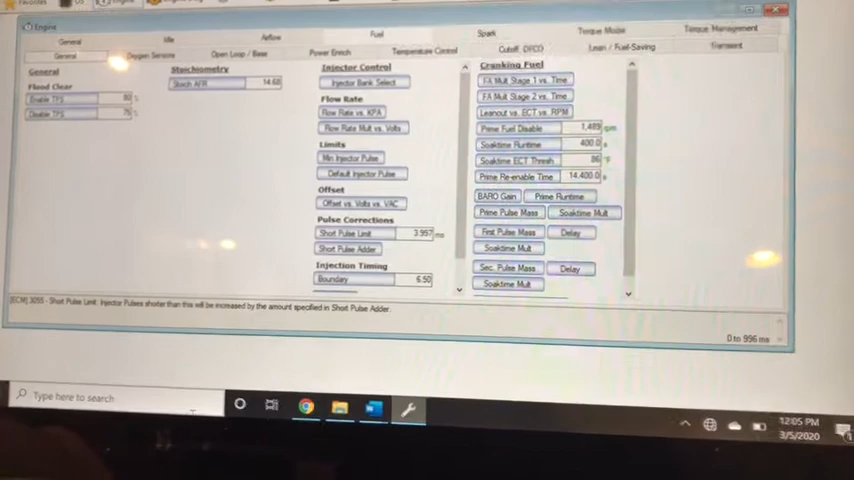 Favorites OS Engine
Engine
General Idle Airflow Fuel Spark Torque Model Torque Management
General Oxygen Sensors Open Loop / Base Power Enrich Temperature Control Cutoff, DFCO Lean / Fuel-Saving Transient
General
Flood Clear
Enable TPS 80 %
Disable TPS 75 %
Stoichiometry
Stoich AFR 14.68
Injector Control
Injector Bank Select
Flow Rate
Flow Rate vs. KPA
Flow Rate Mult vs. Volts
Limits
Min Injector Pulse
Default Injector Pulse
Offset
Offset vs. Volts vs. VAC
Pulse Corrections
Short Pulse Limit 3.997 ms
Short Pulse Adder
Injection Timing
Boundary 6.50
Cranking Fuel
FA Mult Stage 1 vs. Time
FA Mult Stage 2 vs. Time
Leanout vs. ECT vs. RPM
Prime Fuel Disable 1,489 rpm
Soaktime Runtime 400.0 s
Soaktime ECT Thresh 86 °F
Prime Re-enable Time 14,400.0 s
BARO Gain Prime Runtime
Prime Pulse Mass Soaktime Mult
First Pulse Mass Delay
Soaktime Mult
Sec. Pulse Mass Delay
Soaktime Mult
[ECM] 3055 - Short Pulse Limit: Injector Pulses shorter than this will be increased by the amount specified in Short Pulse Adder.
0 to 996 ms
Type here to search
12:05 PM
3/5/2020